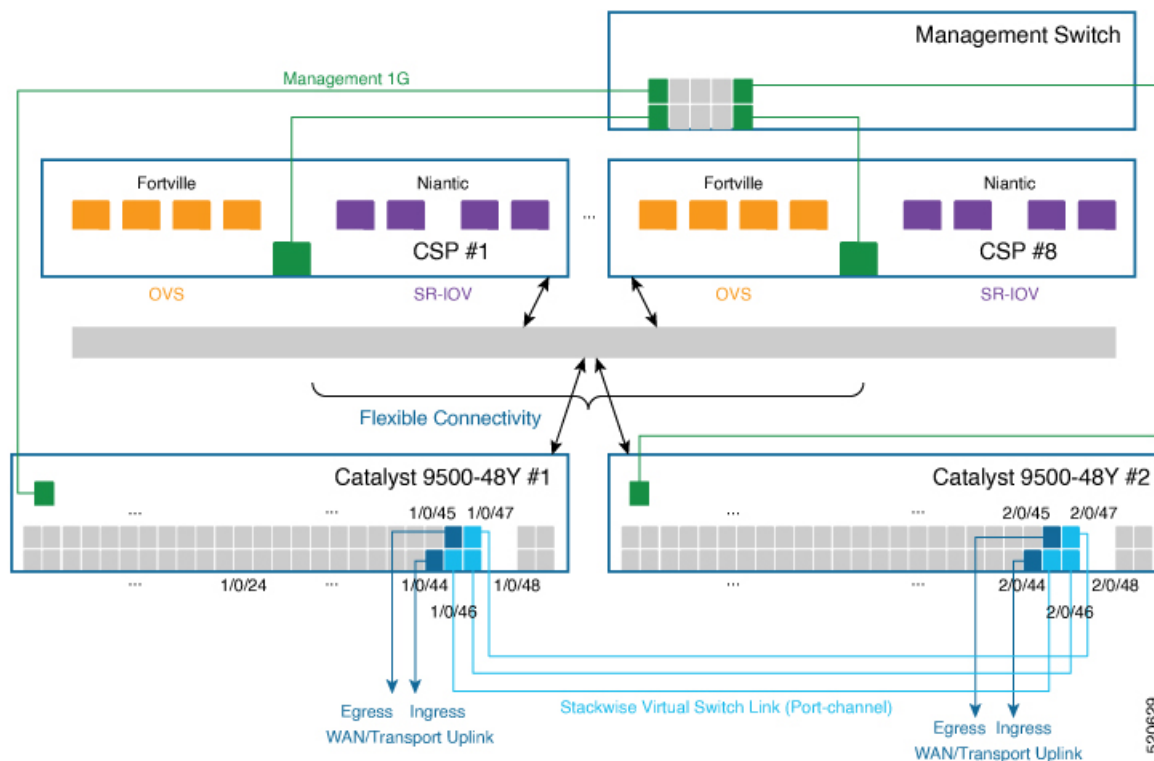 Management Switch
Management 1G
Fortville
Niantic
Fortville
Niantic
...
CSP #1
CSP #8
OVS
SR-IOV
OVS
SR-IOV
Flexible Connectivity
Catalyst 9500-48Y #1
Catalyst 9500-48Y #2
... ... 1/0/45 1/0/47
... ... 2/0/45 2/0/47
... 1/0/24 ... 1/0/44 1/0/48
... ... 2/0/44 2/0/48
1/0/46
2/0/46
Stackwise Virtual Switch Link (Port-channel)
Egress Ingress
WAN/Transport Uplink
Egress Ingress
WAN/Transport Uplink
520629